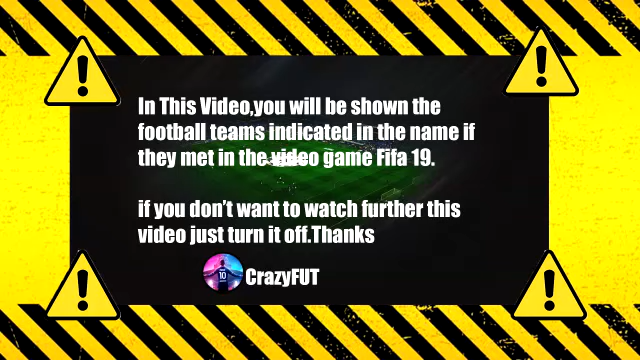 In This Video,you will be shown the
football teams indicated in the name if
they met in the video game Fifa 19.
if you don't want to watch further this
video just turn it off.Thanks
10
CrazyFUT